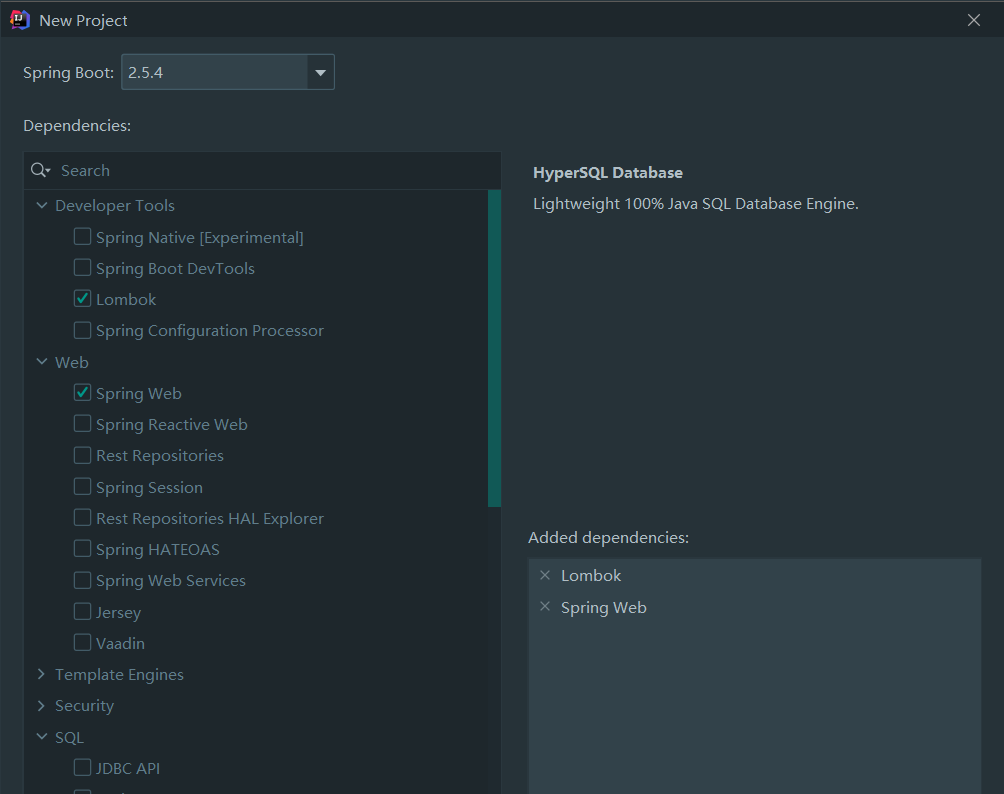 New Project
Spring Boot: 2.5.4
Dependencies:
Search
Developer Tools
Spring Native [Experimental]
Spring Boot DevTools
Lombok
Spring Configuration Processor
Web
Spring Web
Spring Reactive Web
Rest Repositories
Spring Session
Rest Repositories HAL Explorer
Spring HATEOAS
Spring Web Services
Jersey
Vaadin
Template Engines
Security
SQL
JDBC API
HyperSQL Database
Lightweight 100% Java SQL Database Engine.
Added dependencies:
Lombok
Spring Web